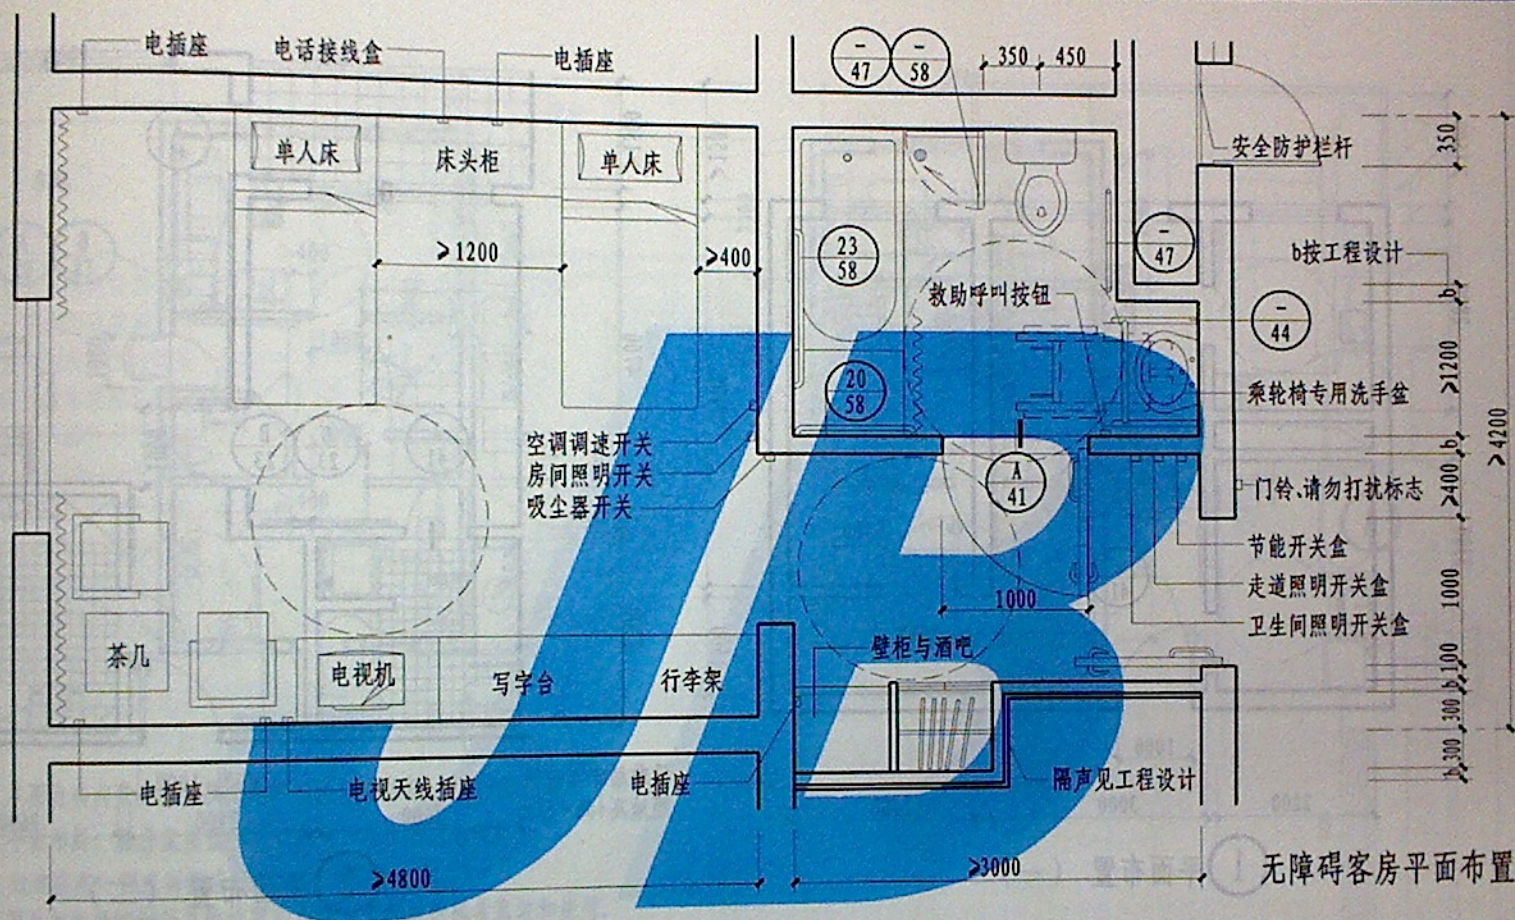 电插座
电话接线盒
电插座
-
47
-
58
350
450
单人床
床头柜
单人床
安全防护栏杆
350
≥1200
≥400
23
58
-
47
b按工程设计
救助呼叫按钮
b
-
44
20
58
≥1200
乘轮椅专用洗手盆
≥4200
空调调速开关
房间照明开关
吸尘器开关
b
A
41
≥400
门铃、请勿打扰标志
节能开关盒
走道照明开关盒
卫生间照明开关盒
1000
1000
茶几
电视机
写字台
行李架
壁柜与酒吧
100
b
300
300
b
电插座
电视天线插座
电插座
隔声见工程设计
≥4800
≥3000
无障碍客房平面布置
JB